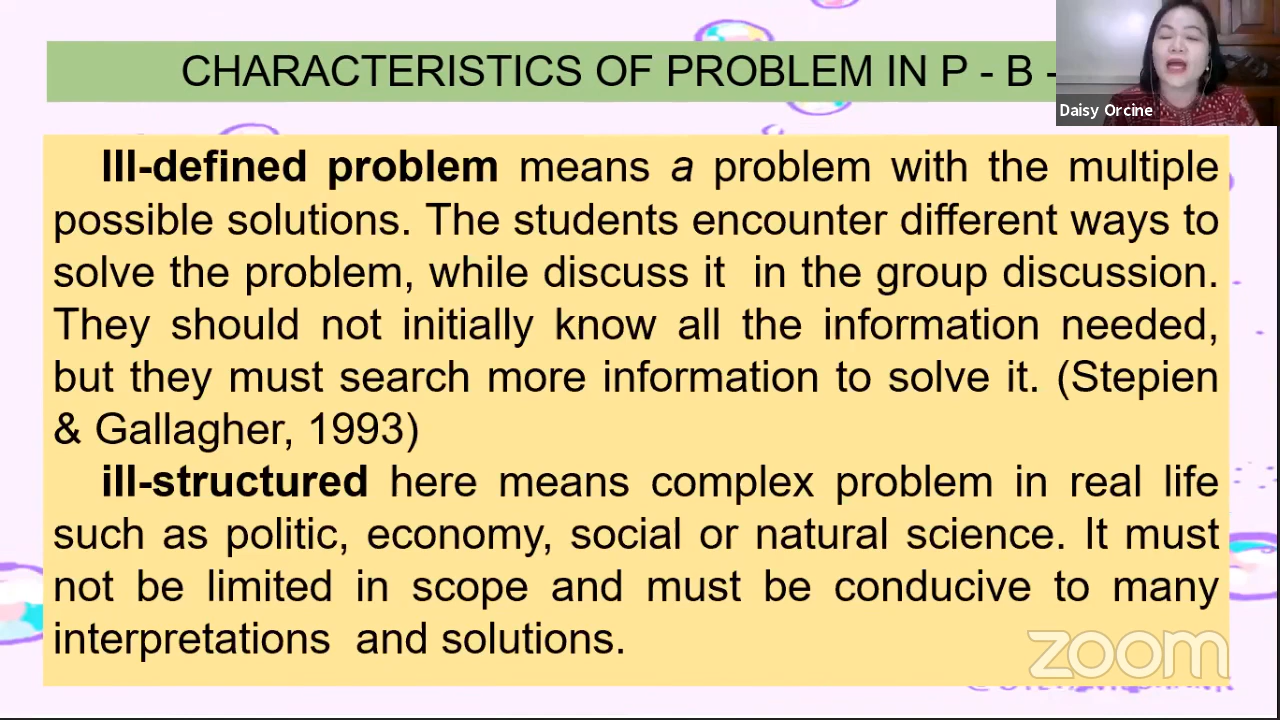 CHARACTERISTICS OF PROBLEM IN P - B -
Daisy Orcine
Ill-defined problem means a problem with the multiple
possible solutions. The students encounter different ways to
solve the problem, while discuss it in the group discussion.
They should not initially know all the information needed,
but they must search more information to solve it. (Stepien
& Gallagher, 1993)
ill-structured here means complex problem in real life
such as politic, economy, social or natural science. It must
not be limited in scope and must be conducive to many
interpretations and solutions.
zoom